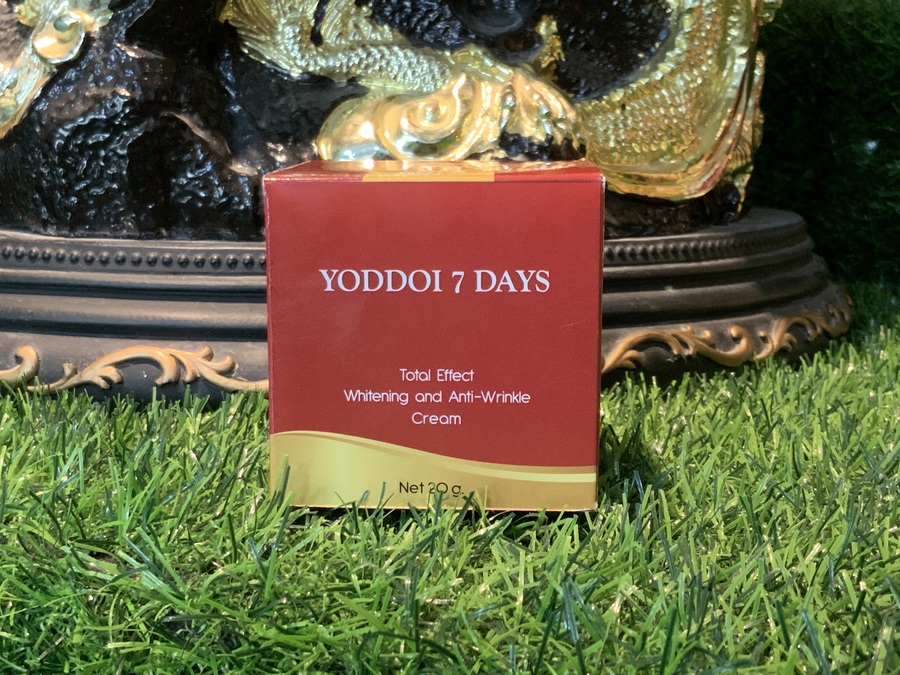 YODDOI 7 DAYS
Total Effect
Whitening and Anti-Wrinkle
Cream
Net 20 g.